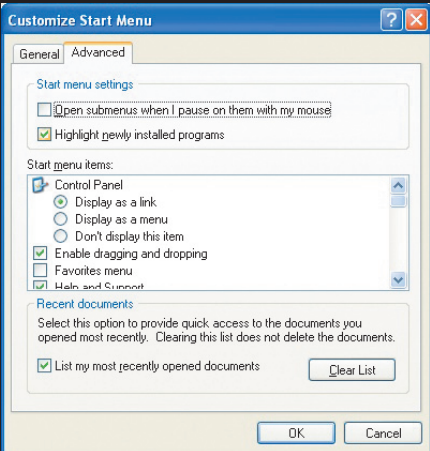 Customize Start Menu
General
Advanced
Start menu settings
Open submenus when I pause on them with my mouse
Highlight newly installed programs
Start menu items:
Control Panel
Display as a link
Display as a menu
Don't display this item
Enable dragging and dropping
Favorites menu
Help and Support
Recent documents
Select this option to provide quick access to the documents you
opened most recently. Clearing this list does not delete the documents.
List my most recently opened documents
Clear List
OK
Cancel